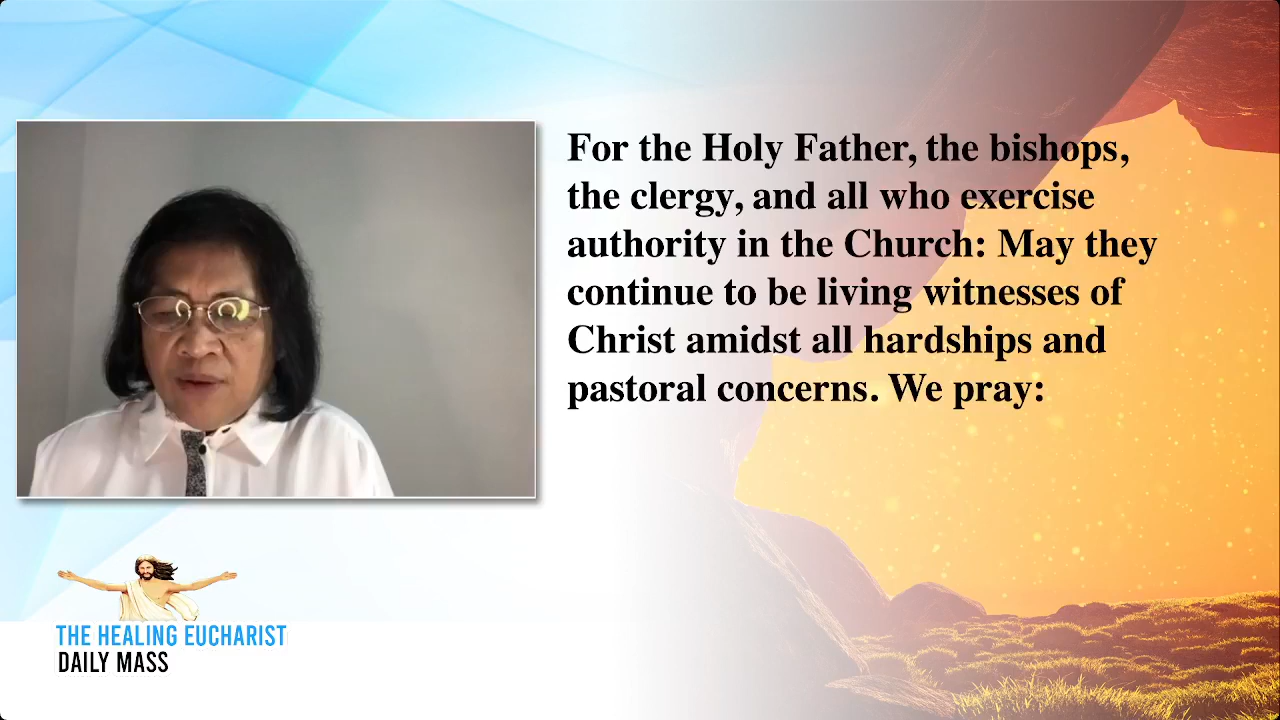 For the Holy Father, the bishops,
the clergy, and all who exercise
authority in the Church: May they
continue to be living witnesses of
Christ amidst all hardships and
pastoral concerns. We pray:
THE HEALING EUCHARIST
DAILY MASS